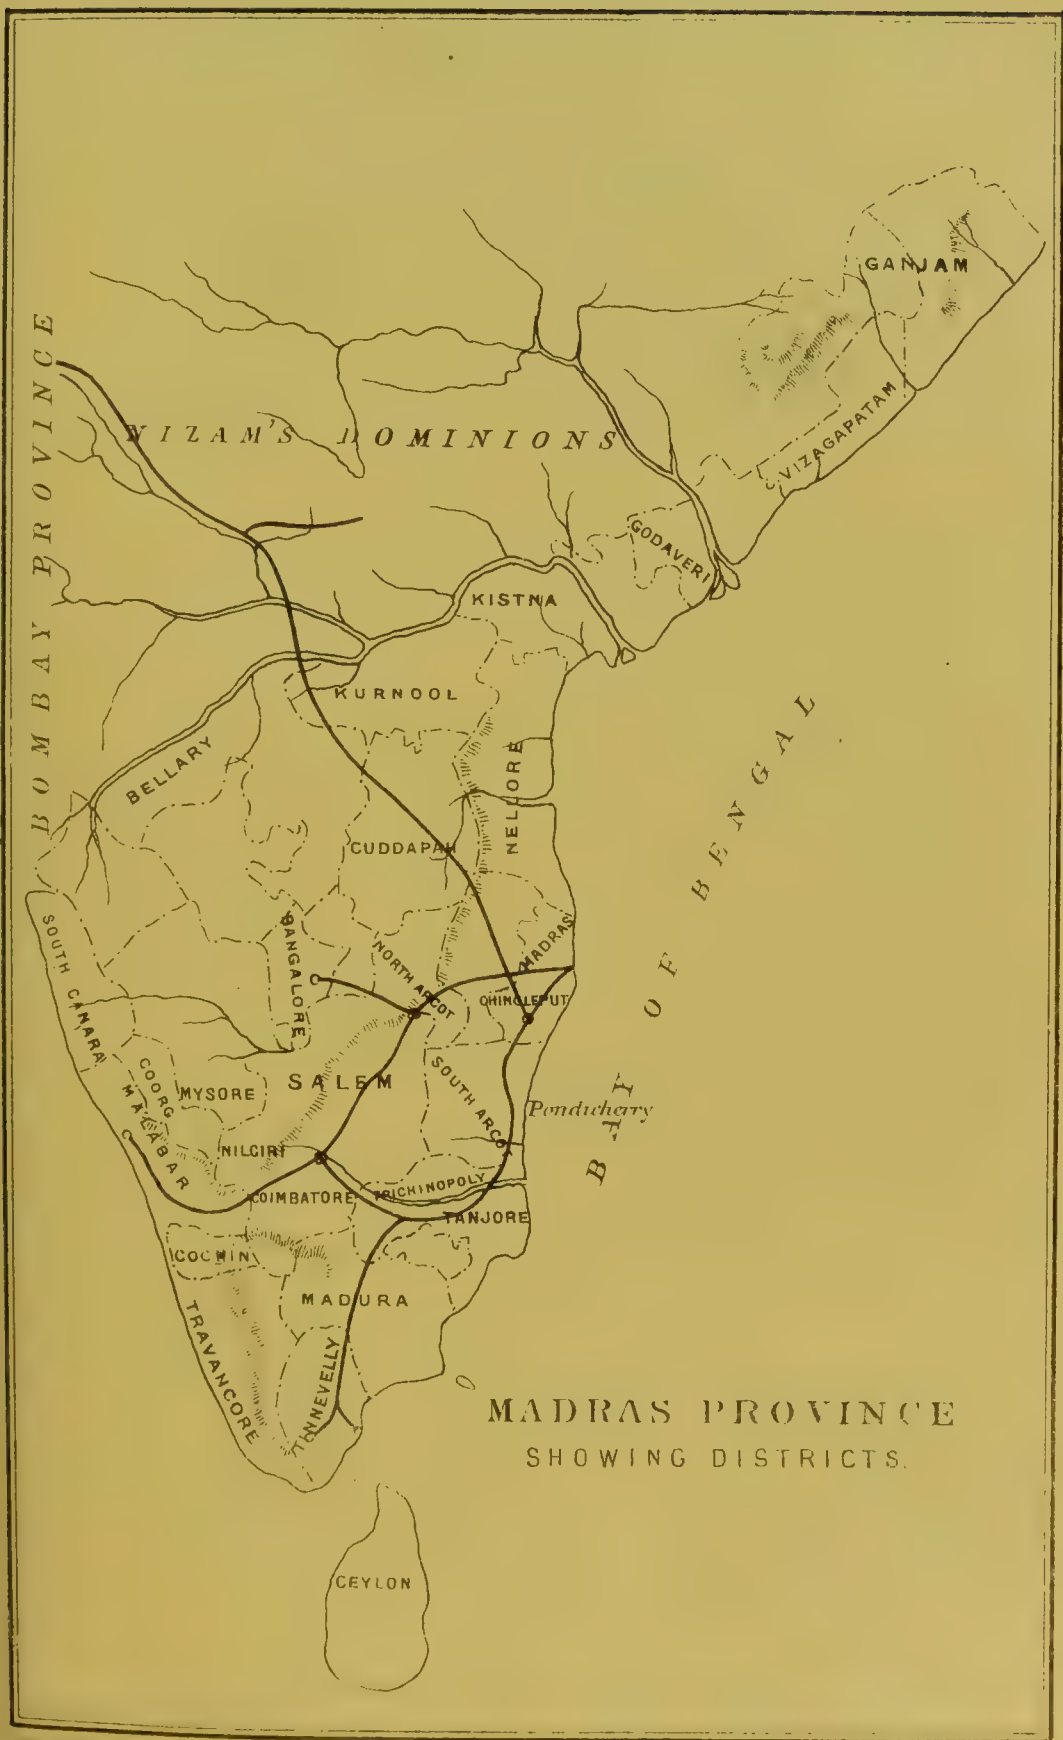 GANJAM
BOMBAY PROVINCE
NIZAM'S DOMINIONS
VIZAGAPATAM
GODAVERI
KISTNA
KURNOOL
BELLARY
NELLORE
BAY OF BENGAL
CUDDAPAH
SOUTH CANARA
BANGALORE
NORTH ARCOT
MADRAS
CHINGLEPUT
COORG
MYSORE
SALEM
SOUTH ARCOT
Pondicherry
MALABAR
NILGIRI
COIMBATORE
TRICHINOPOLY
TANJORE
COCHIN
MADURA
TRAVANCORE
TINNEVELLY
MADRAS PROVINCE
SHOWING DISTRICTS.
CEYLON